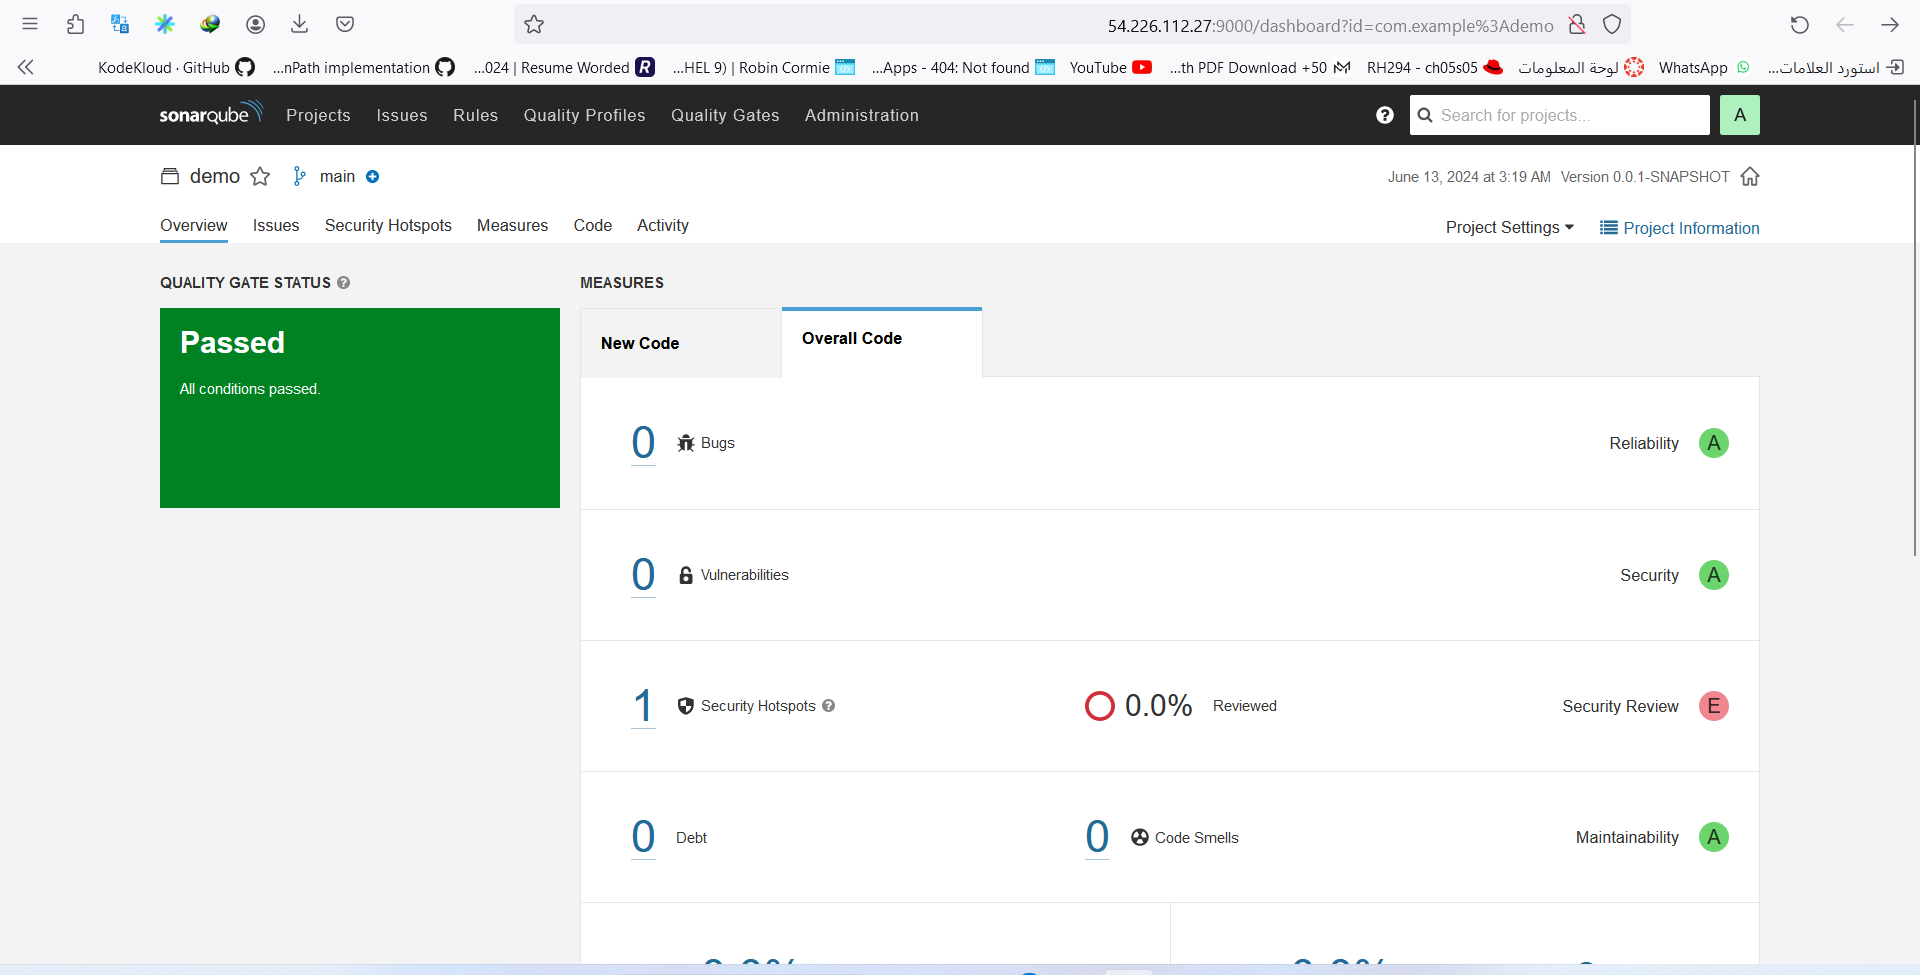 54.226.112.27:9000/dashboard?id=com.example%3Ademo
KodeKloud · GitHub
...nPath implementation
...024 | Resume Worded
...HEL 9) | Robin Cormie
...Apps - 404: Not found
YouTube
...th PDF Download +50
RH294 - ch05s05
لوحة المعلومات
WhatsApp
استورد العلامات...
sonarqube Projects Issues Rules Quality Profiles Quality Gates Administration
Search for projects...
A
demo main
June 13, 2024 at 3:19 AM Version 0.0.1-SNAPSHOT
Overview Issues Security Hotspots Measures Code Activity
Project Settings Project Information
QUALITY GATE STATUS
Passed
All conditions passed.
MEASURES
New Code
Overall Code
0 Bugs Reliability A
0 Vulnerabilities Security A
1 Security Hotspots 0.0% Reviewed Security Review E
0 Debt 0 Code Smells Maintainability A